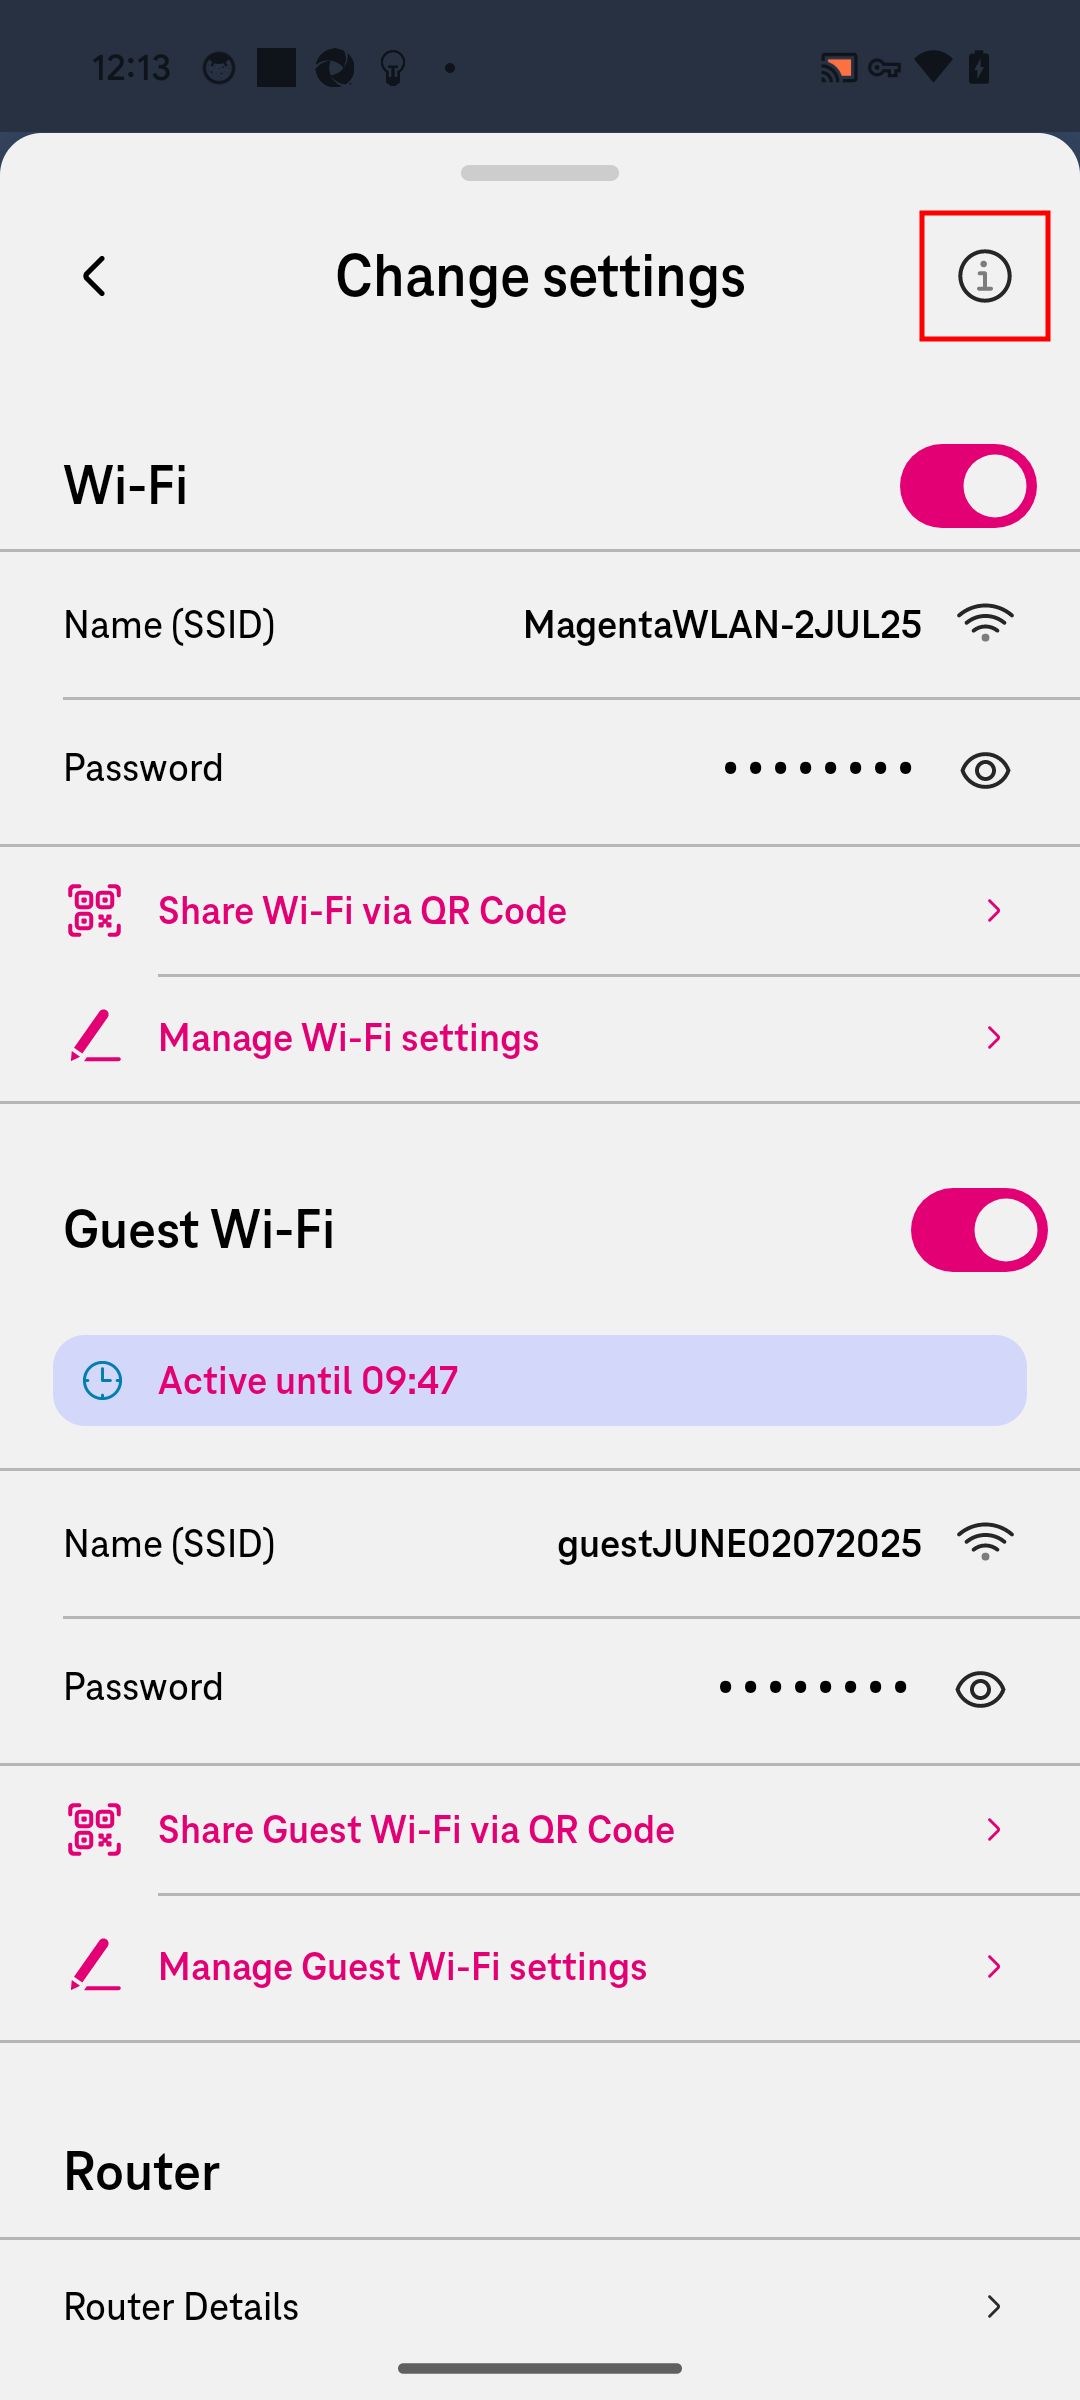 12:13
Change settings
Wi-Fi
Name (SSID) MagentaWLAN-2JUL25
Password ••••••••
Share Wi-Fi via QR Code
Manage Wi-Fi settings
Guest Wi-Fi
Active until 09:47
Name (SSID) guestJUNE02072025
Password ••••••••
Share Guest Wi-Fi via QR Code
Manage Guest Wi-Fi settings
Router
Router Details